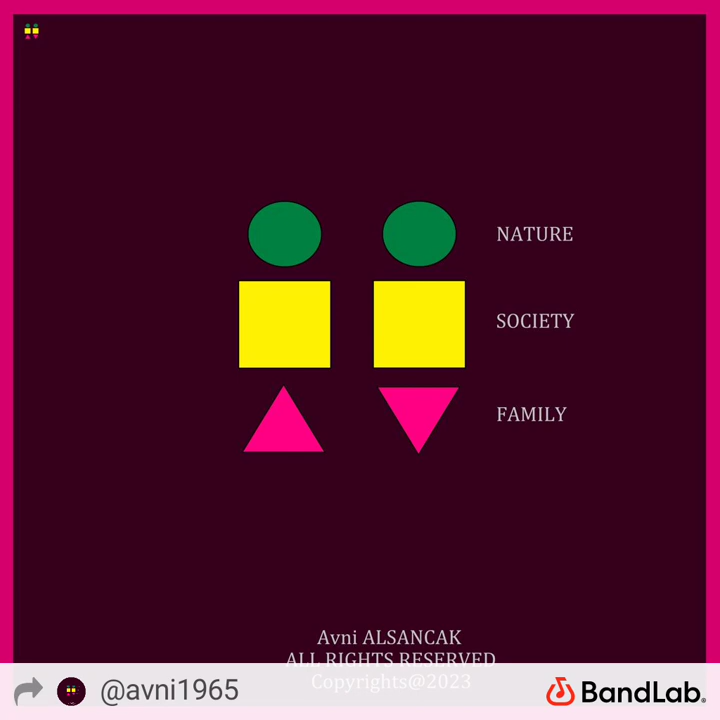 NATURE
SOCIETY
FAMILY
Avni ALSANCAK
ALL RIGHTS RESERVED
Copyrights@2023
@avni1965
BandLab.